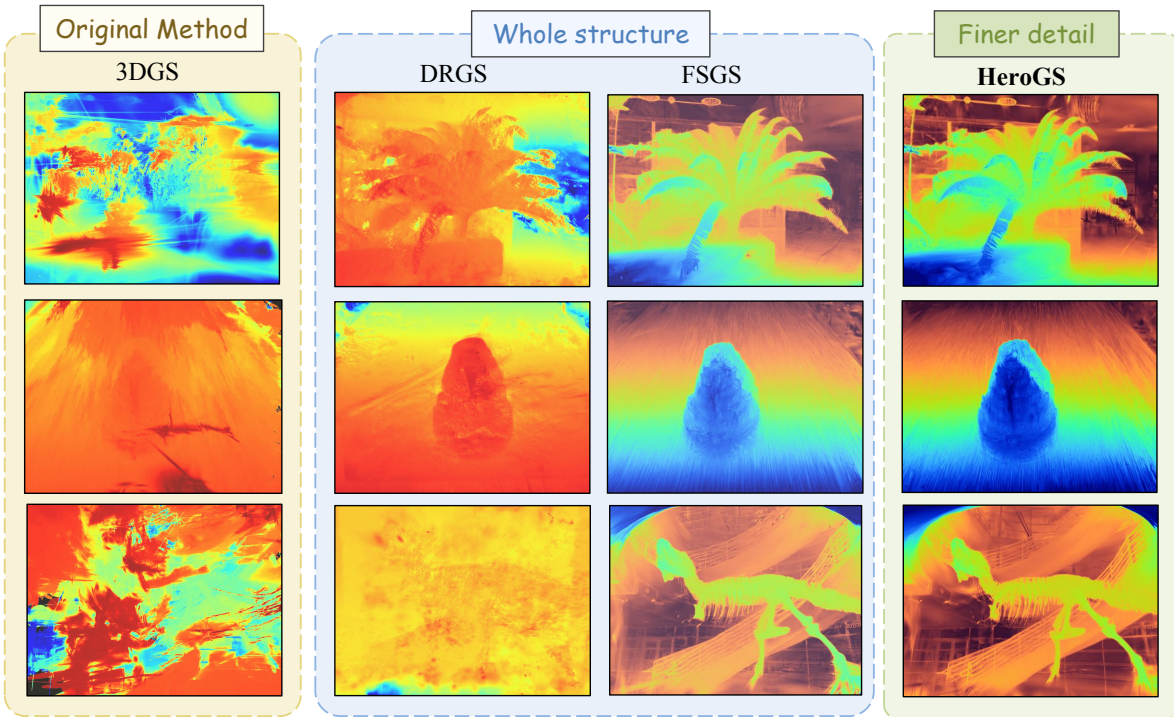 Original Method
Whole structure
Finer detail
3DGS
DRGS
FSGS
HeroGS